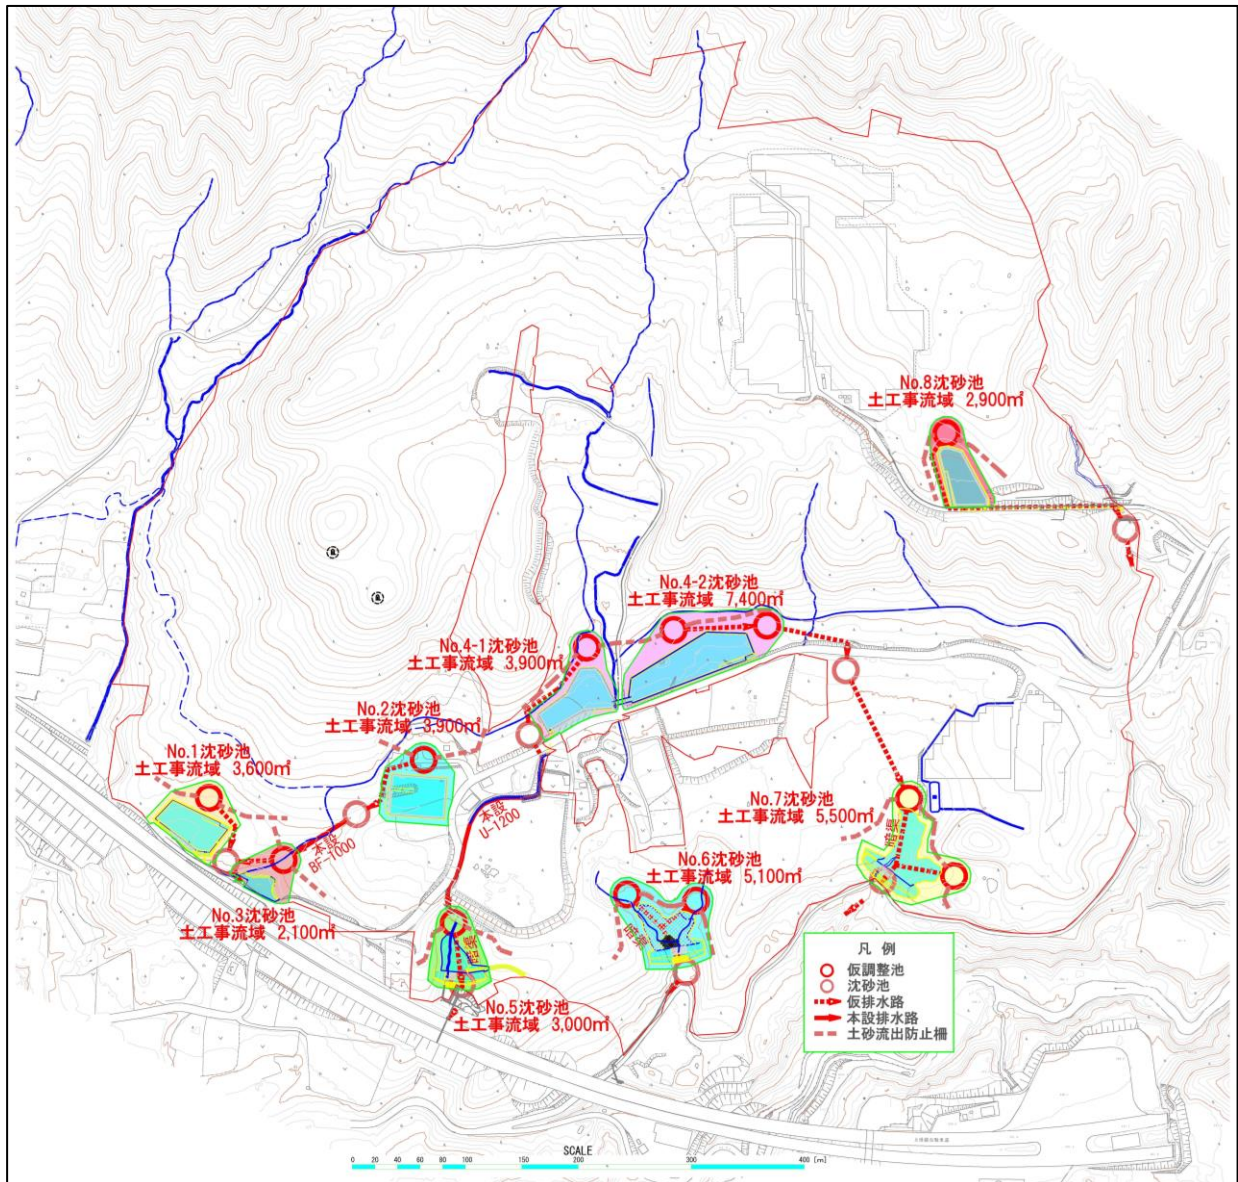 No.8沈砂池
土工事流域 2,900㎡
No.4-2沈砂池
土工事流域 7,400㎡
No.4-1沈砂池
土工事流域 3,900㎡
No.2沈砂池
土工事流域 3,900㎡
No.1沈砂池
土工事流域 3,600㎡
本設
U-1200
No.7沈砂池
土工事流域 5,500㎡
暗渠
本設
BF-1000
No.6沈砂池
土工事流域 5,100㎡
暗渠
No.3沈砂池
土工事流域 2,100㎡
暗渠
No.5沈砂池
土工事流域 3,000㎡
凡 例
仮調整池
沈砂池
仮排水路
本設排水路
土砂流出防止柵
SCALE
0 20 40 60 80 100 150 200 300 400 [m]